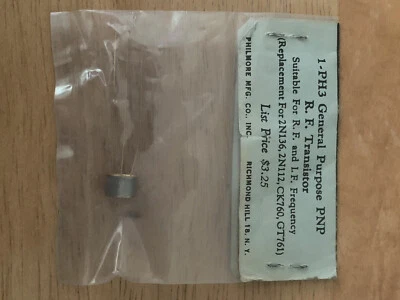 1-PH3 General Purpose PNP
R. F. Transistor
Suitable For R. F. and I. F. Frequency
(Replacement For 2N136, 2N112, CK760, GT761)
List Price $3.25
PHILMORE MFG. CO., INC. RICHMOND HILL 18, N. Y.